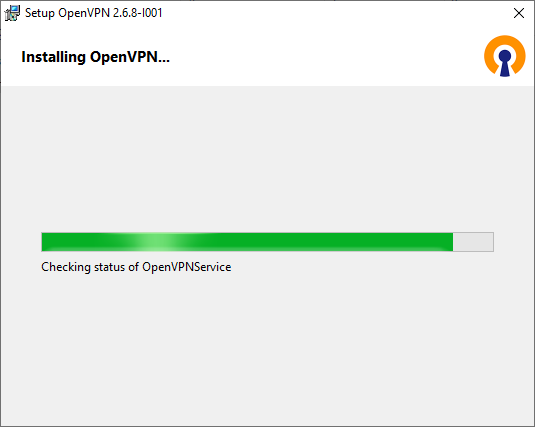 Setup OpenVPN 2.6.8-I001
Installing OpenVPN...
Checking status of OpenVPNService